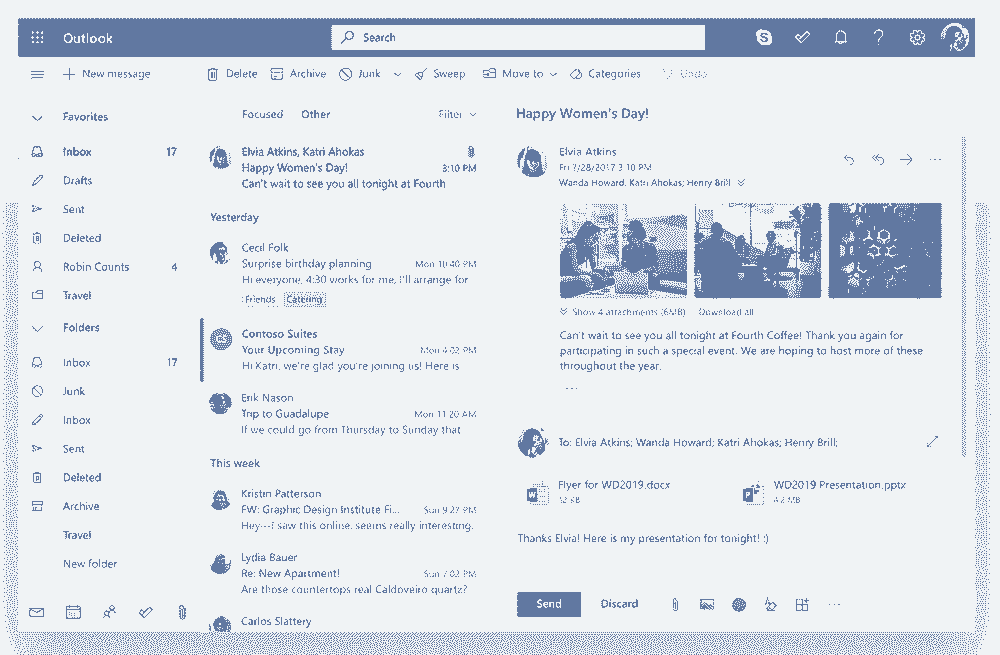 Outlook
Search
New message
Delete
Archive
Junk
Sweep
Move to
Categories
Undo
Favorites
Inbox 17
Drafts
Sent
Deleted
Robin Counts 4
Travel
Folders
Inbox 17
Junk
Inbox
Sent
Deleted
Archive
Travel
New folder
Focused Other Filter
Elvia Atkins, Katri Ahokas
Happy Women's Day! 3:10 PM
Can't wait to see you all tonight at Fourth
Yesterday
Cecil Folk
Surprise birthday planning Mon 10:40 PM
Hi everyone, 4:30 works for me, I'll arrange for
Friends Catering
Contoso Suites
Your Upcoming Stay Mon 4:02 PM
Hi Katri, we're glad you're joining us! Here is
Erik Nason
Trip to Guadalupe Mon 11:20 AM
If we could go from Thursday to Sunday that
This week
Kristin Patterson
FW: Graphic Design Institute Fi... Sun 9:27 PM
Hey---I saw this online, seems really interesting.
Lydia Bauer
Re: New Apartment! Sun 7:02 PM
Are those countertops real Caldoveiro quartz?
Carlos Slattery
Happy Women's Day!
Elvia Atkins
Fri 7/28/2017 3:10 PM
Wanda Howard; Katri Ahokas; Henry Brill
Show 4 attachments (6MB) Download all
Can't wait to see you all tonight at Fourth Coffee! Thank you again for
participating in such a special event. We are hoping to host more of these
throughout the year.
To: Elvia Atkins; Wanda Howard; Katri Ahokas; Henry Brill;
Flyer for WD2019.docx
WD2019 Presentation.pptx
4.2 MB
Thanks Elvia! Here is my presentation for tonight! :)
Send
Discard